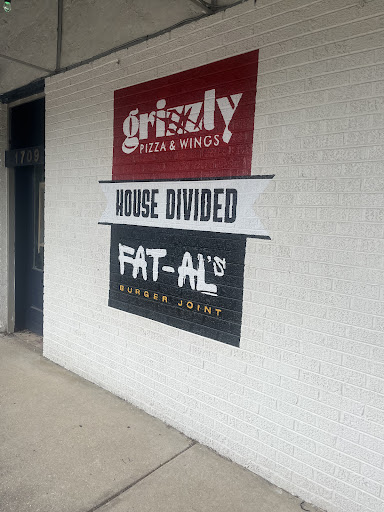 1709
grizzly
PIZZA & WINGS
HOUSE DIVIDED
FAT-AL'S
BURGER JOINT